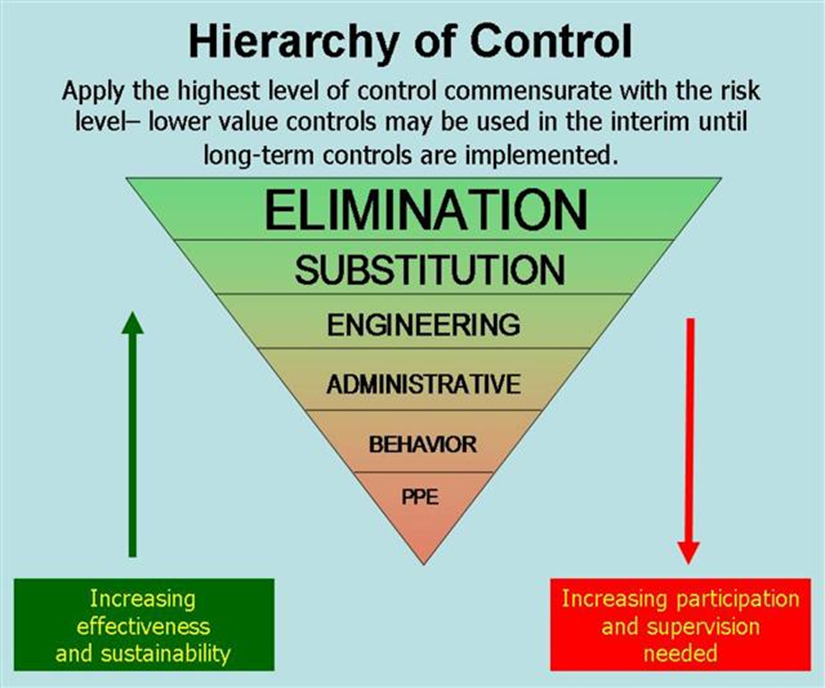 Hierarchy of Control
Apply the highest level of control commensurate with the risk
level– lower value controls may be used in the interim until
long-term controls are implemented.
ELIMINATION
SUBSTITUTION
ENGINEERING
ADMINISTRATIVE
BEHAVIOR
PPE
Increasing
effectiveness
and sustainability
Increasing participation
and supervision
needed